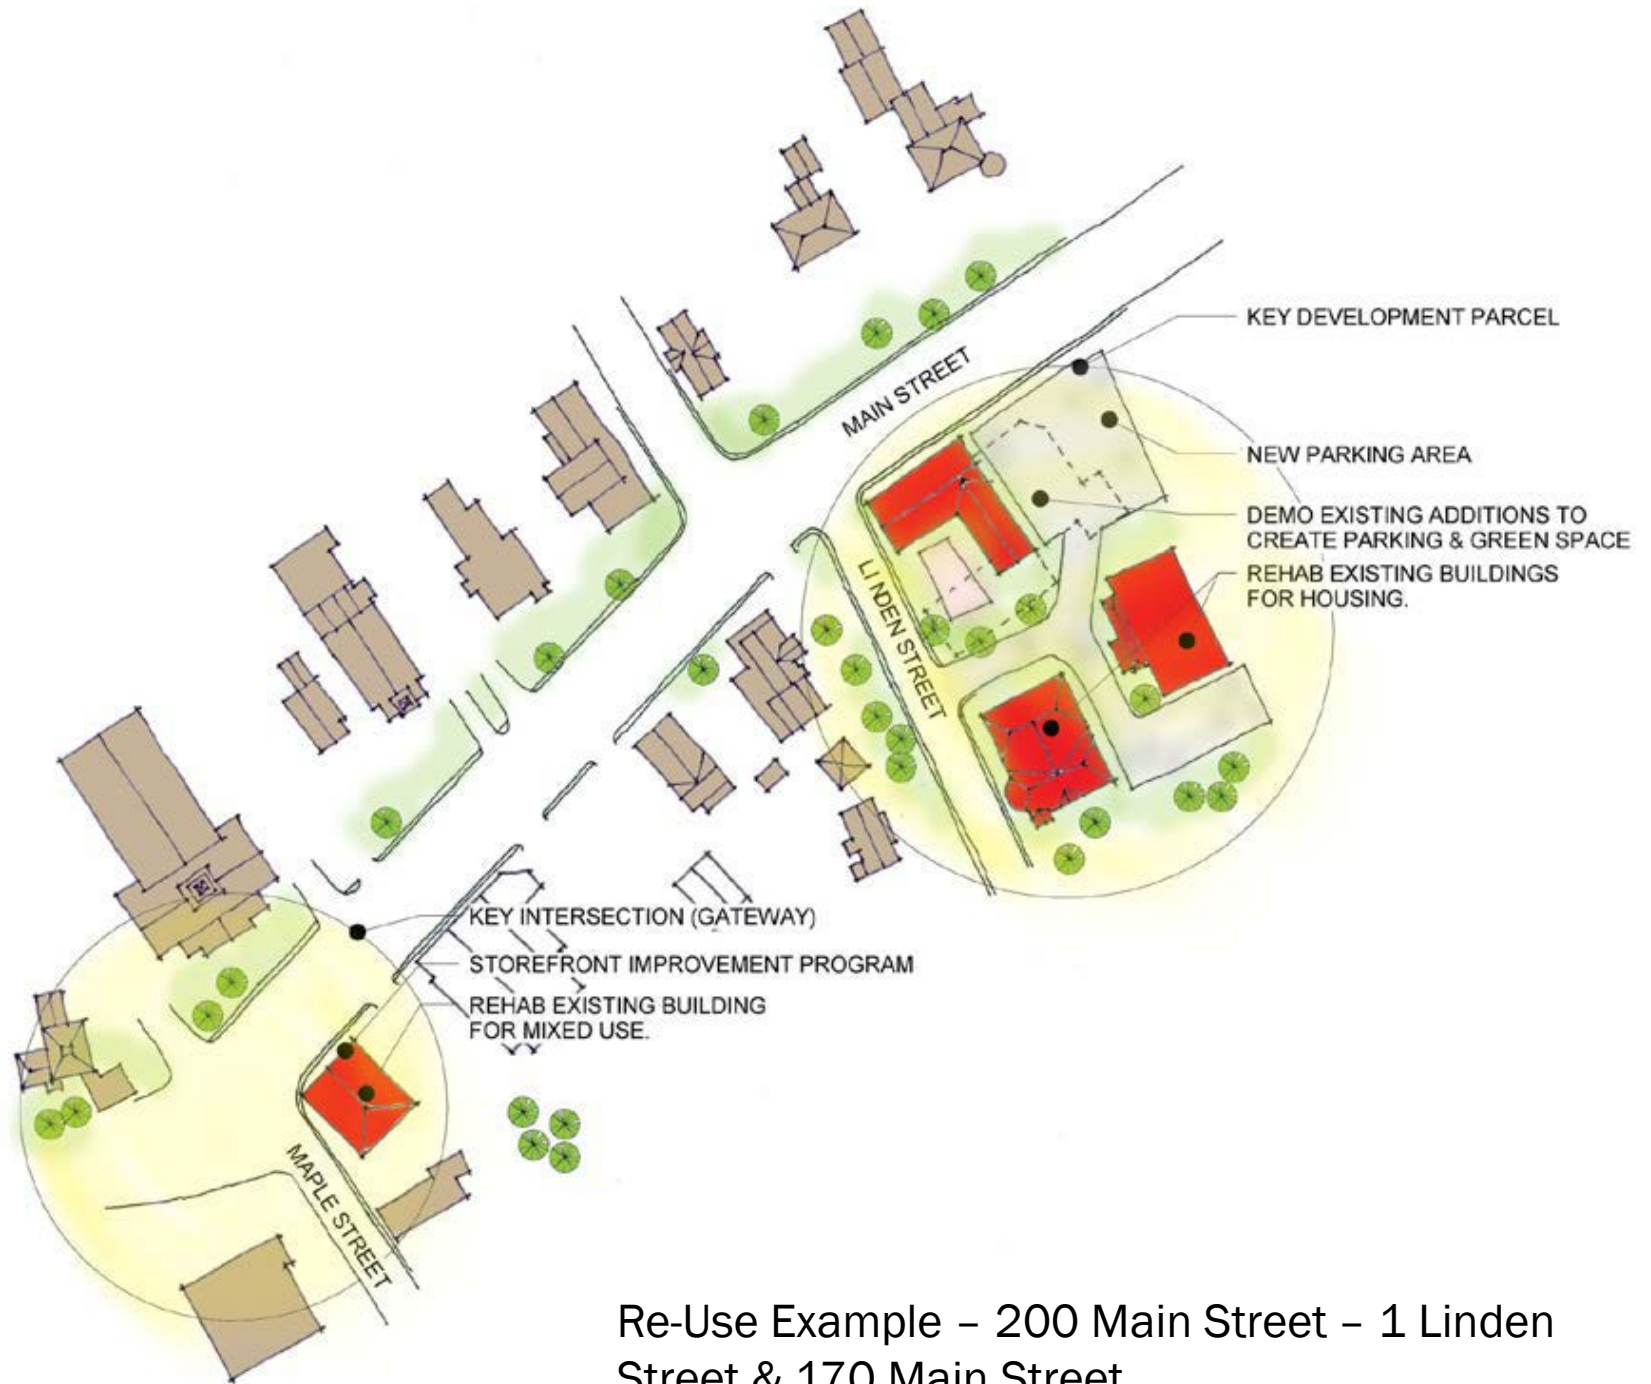 KEY DEVELOPMENT PARCEL
MAIN STREET
NEW PARKING AREA
DEMO EXISTING ADDITIONS TO
CREATE PARKING & GREEN SPACE
REHAB EXISTING BUILDINGS
FOR HOUSING.
LINDEN STREET
KEY INTERSECTION (GATEWAY)
STOREFRONT IMPROVEMENT PROGRAM
REHAB EXISTING BUILDING
FOR MIXED USE.
MAPLE STREET
Re-Use Example – 200 Main Street – 1 Linden
Street & 170 Main Street